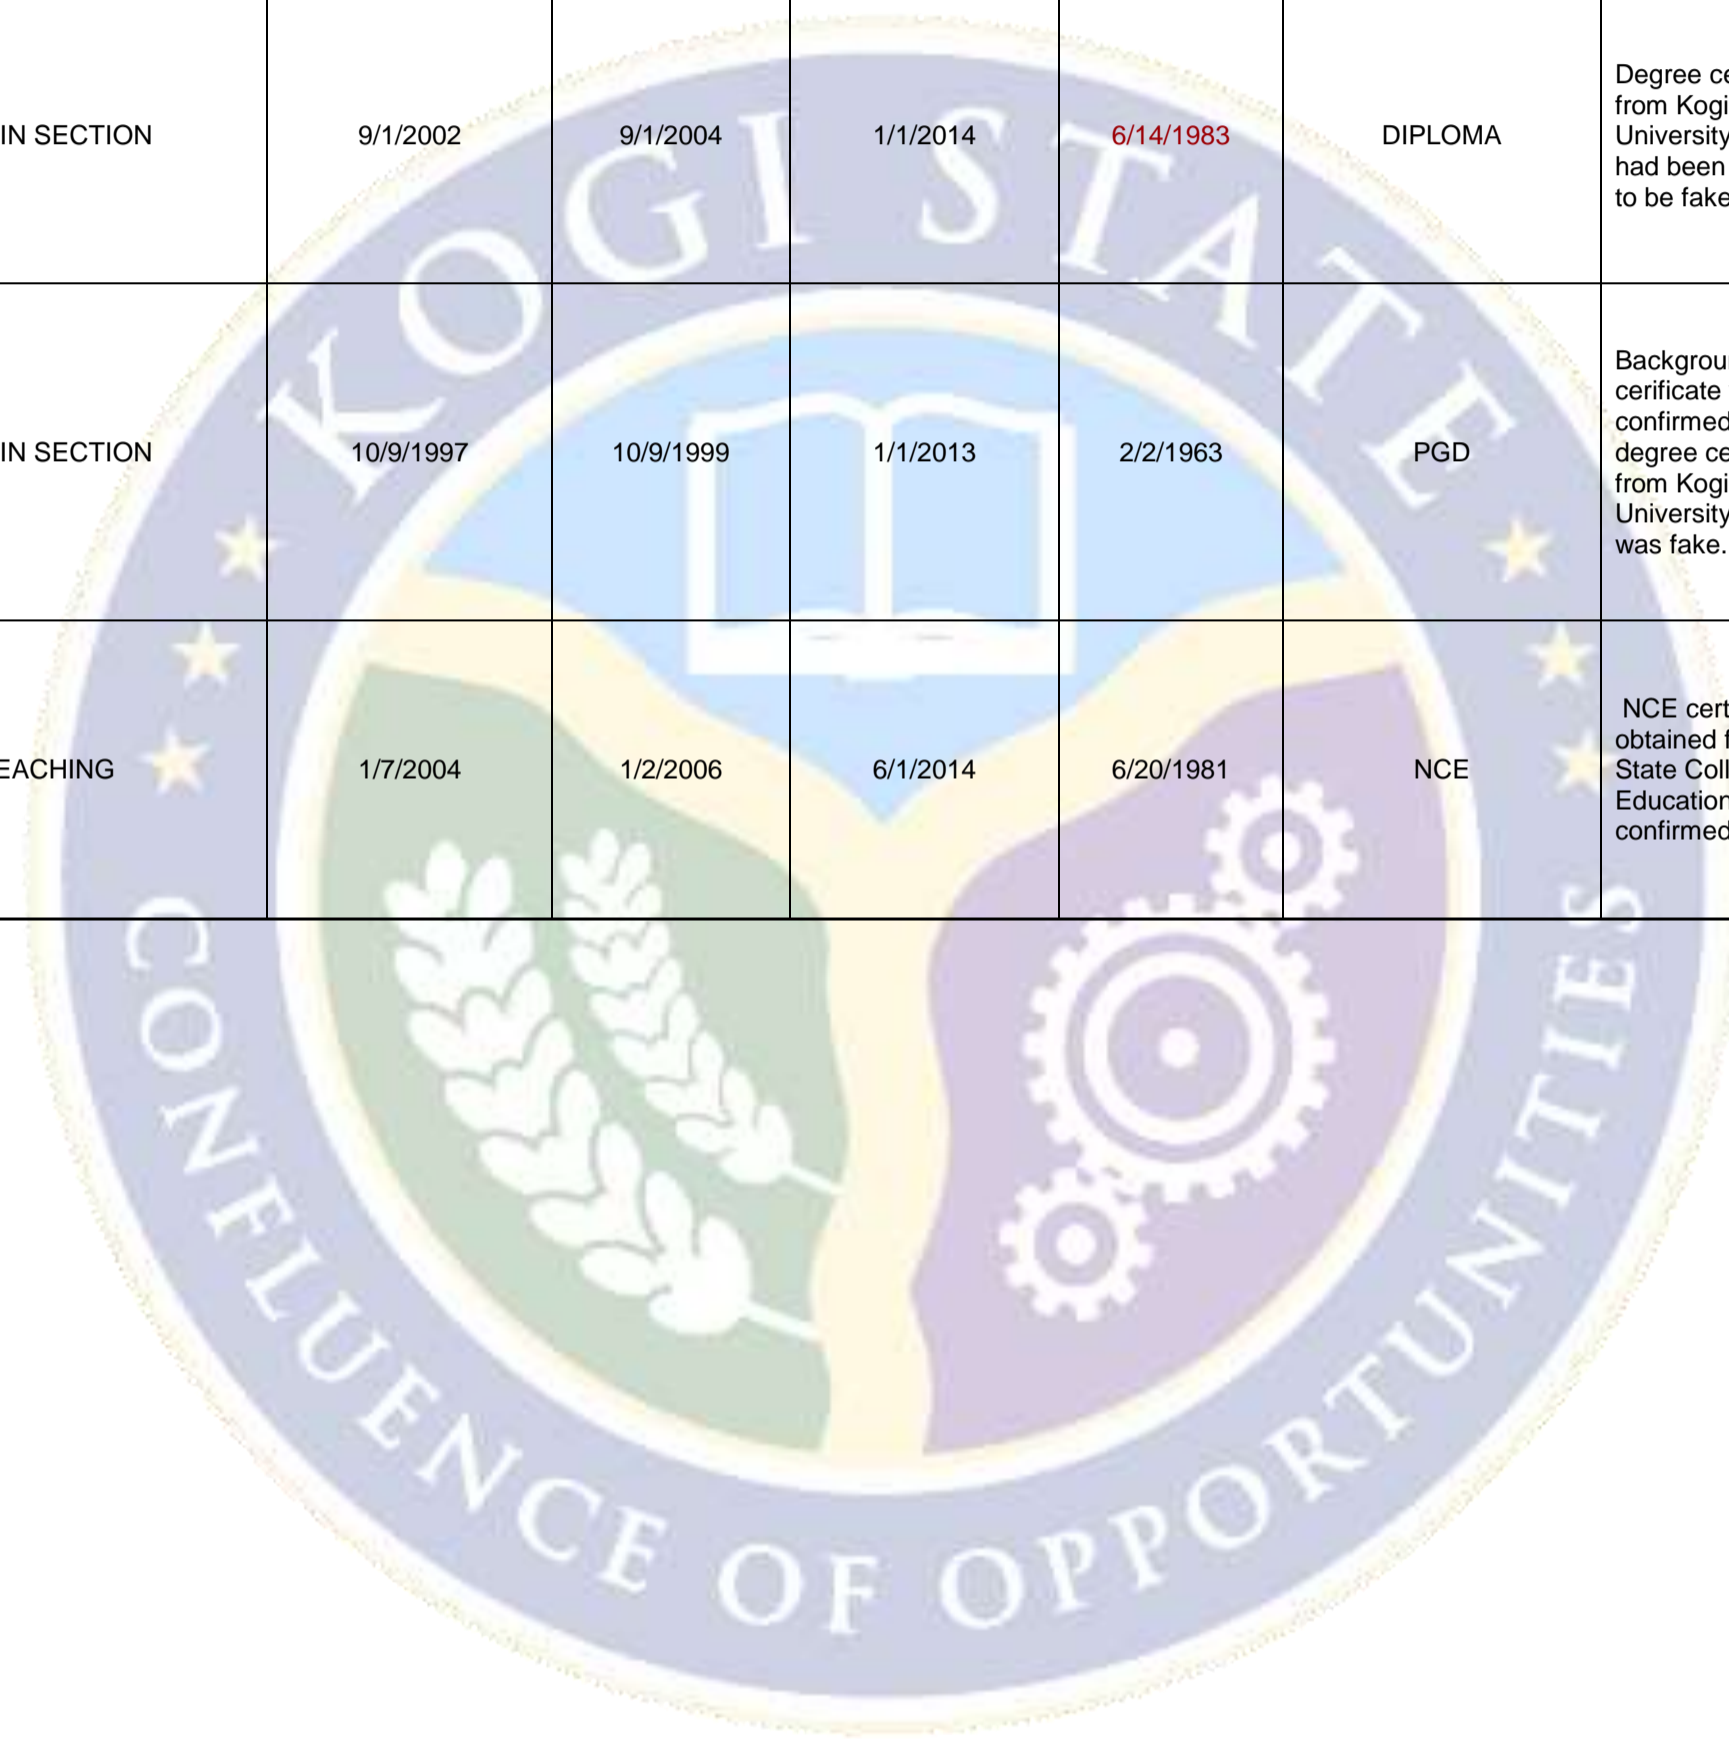 IN SECTION 9/1/2002 9/1/2004 1/1/2014 6/14/1983 DIPLOMA
Degree ce
from Kogi
University
had been
to be fake
IN SECTION 10/9/1997 10/9/1999 1/1/2013 2/2/1963 PGD
Backgrou
cerificate
confirmed
degree ce
from Kogi
University
was fake.
EACHING 1/7/2004 1/2/2006 6/1/2014 6/20/1981 NCE
NCE cert
obtained f
State Coll
Education
confirmed
KOGI STATE
CONFLUENCE OF OPPORTUNITIES